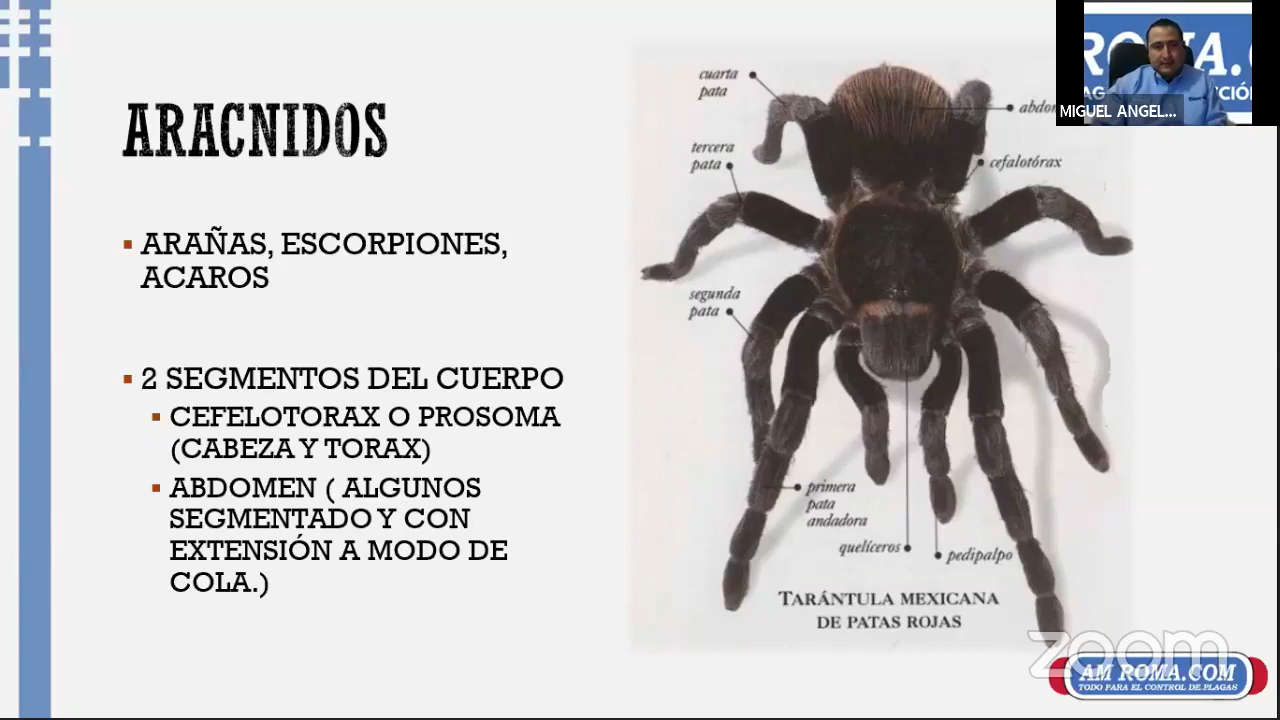 ARACNIDOS
ARAÑAS, ESCORPIONES,
ACAROS
2 SEGMENTOS DEL CUERPO
CEFELOTORAX O PROSOMA
(CABEZA Y TORAX)
ABDOMEN ( ALGUNOS
SEGMENTADO Y CON
EXTENSIÓN A MODO DE
COLA.)
cuarta
pata
tercera
pata
segunda
pata
primera
pata
andadora
quelíceros
pedipalpo
cefalotórax
TARÁNTULA MEXICANA
DE PATAS ROJAS
MIGUEL ANGEL...
zoom
AM ROMA.COM
TODO PARA EL CONTROL DE PLAGAS